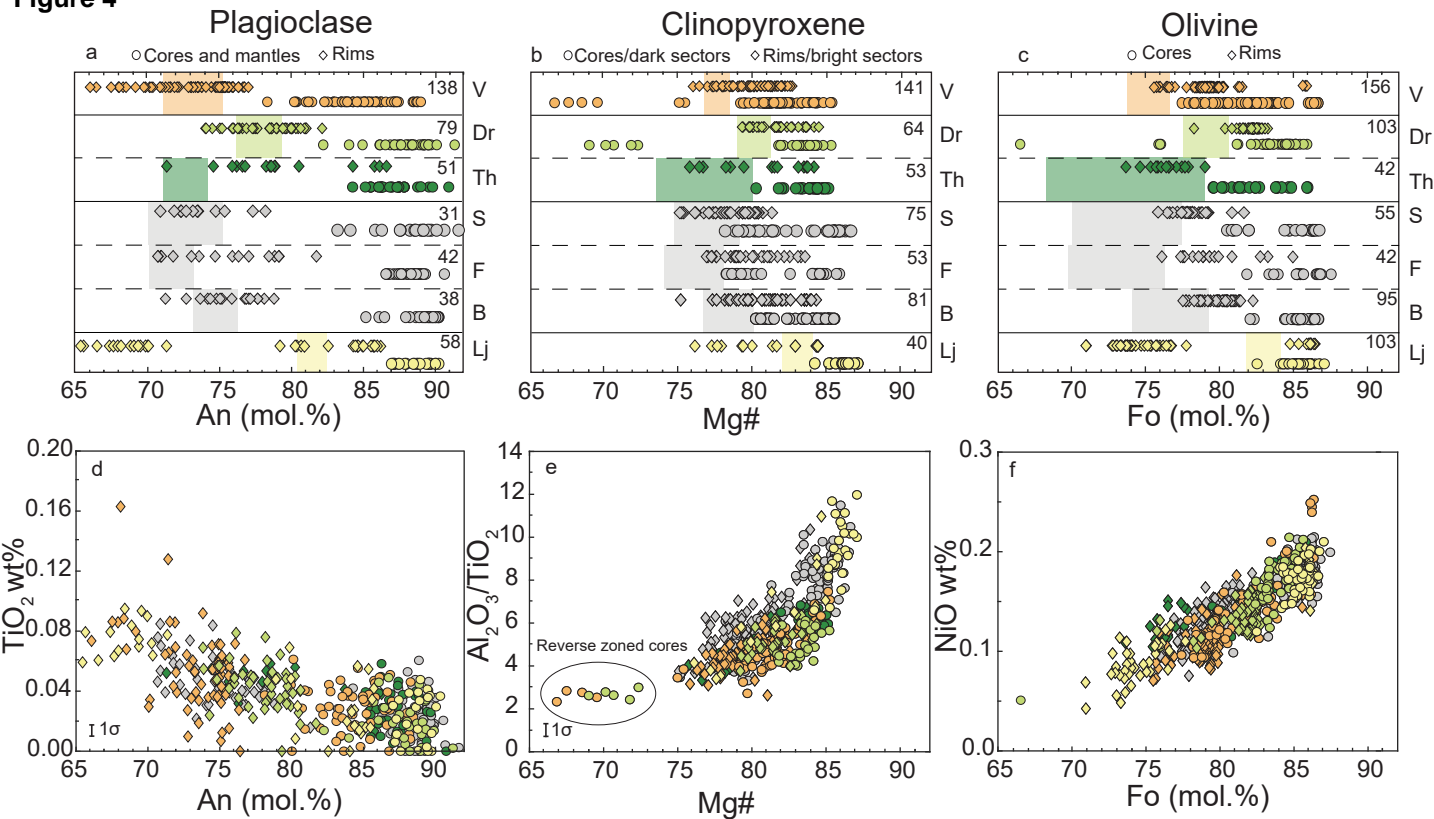 Figure 4
Plagioclase
Clinopyroxene
Olivine
a Cores and mantles Rims
b Cores/dark sectors Rims/bright sectors
c Cores Rims
138 V
79 Dr
51 Th
31 S
42 F
38 B
58 Lj
65 70 75 80 85 90
An (mol.%)
141 V
64 Dr
53 Th
75 S
53 F
81 B
40 Lj
65 70 75 80 85 90
Mg#
156 V
103 Dr
42 Th
55 S
42 F
95 B
103 Lj
65 70 75 80 85 90
Fo (mol.%)
d
TiO2 wt%
0.20
0.16
0.12
0.08
0.04
0.00
1σ
65 70 75 80 85 90
An (mol.%)
e
Al2O3/TiO2
14
12
10
8
6
4
2
0
Reverse zoned cores
1σ
65 70 75 80 85 90
Mg#
f
NiO wt%
0.3
0.2
0.1
0.0
65 70 75 80 85 90
Fo (mol.%)